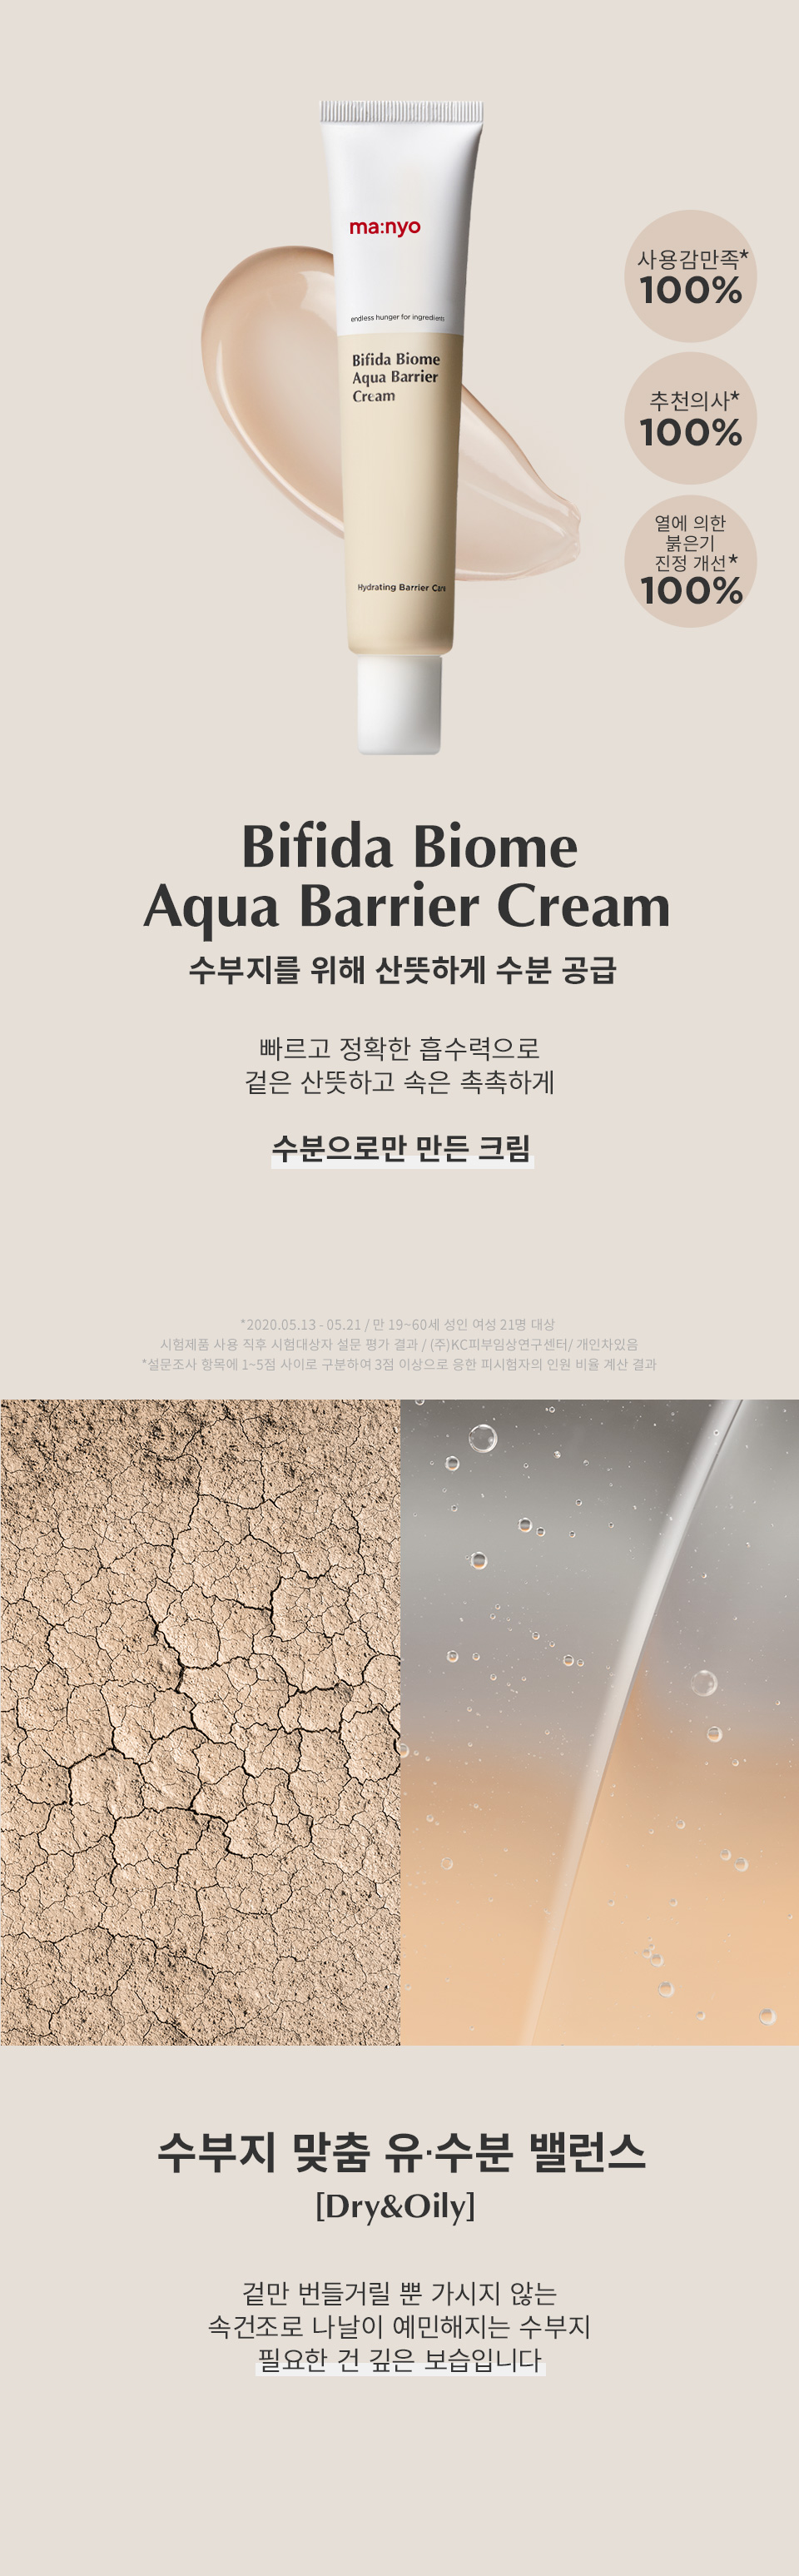 ma:nyo
endless hunger for ingredients
Bifida Biome
Aqua Barrier
Cream
Hydrating Barrier Care
사용감만족*
100%
추천의사*
100%
열에 의한
붉은기
진정 개선*
100%
Bifida Biome
Aqua Barrier Cream
수부지를 위해 산뜻하게 수분 공급
빠르고 정확한 흡수력으로
겉은 산뜻하고 속은 촉촉하게
수분으로만 만든 크림
*2020.05.13 - 05.21 / 만 19~60세 성인 여성 21명 대상
시험제품 사용 직후 시험대상자 설문 평가 결과 / (주)KC피부임상연구센터/ 개인차있음
*설문조사 항목에 1~5점 사이로 구분하여 3점 이상으로 응한 피시험자의 인원 비율 계산 결과
수부지 맞춤 유·수분 밸런스
[Dry&Oily]
겉만 번들거릴 뿐 가시지 않는
속건조로 나날이 예민해지는 수부지
필요한 건 깊은 보습입니다